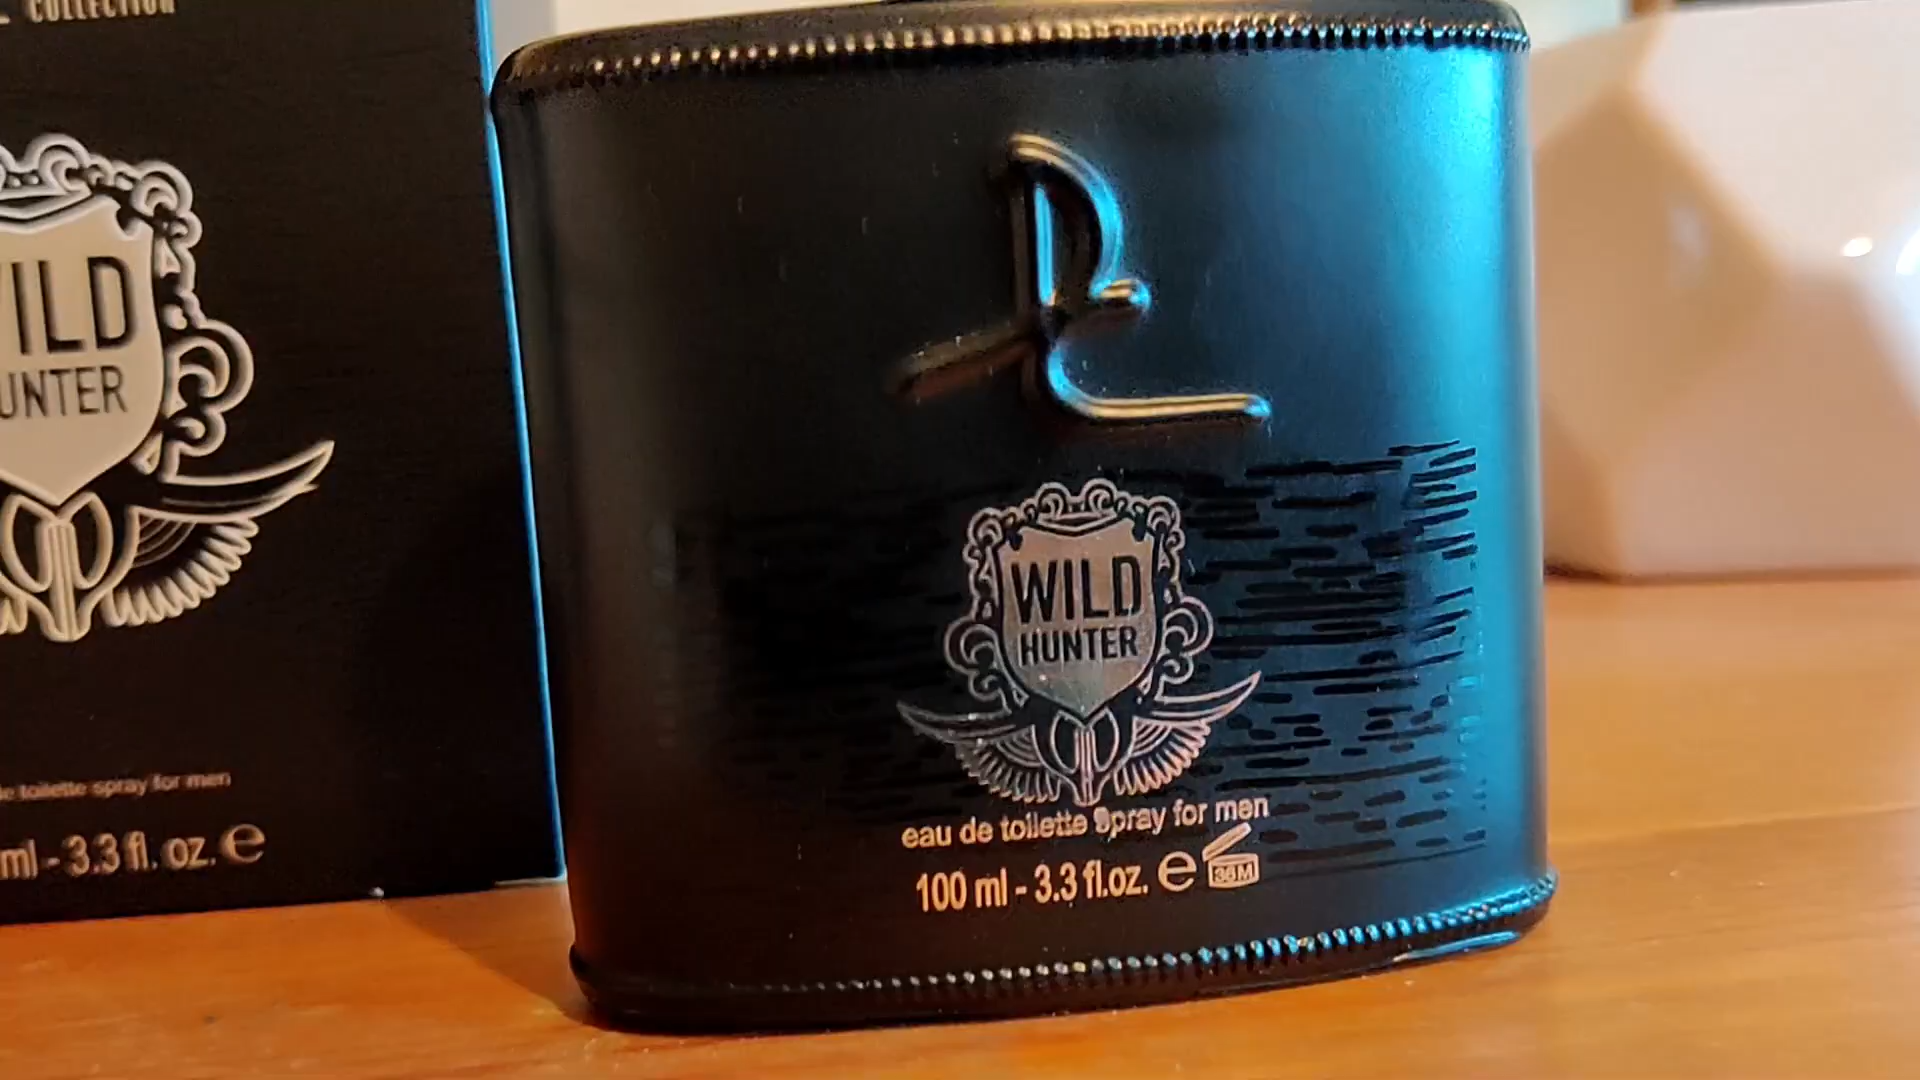 COLLECTION
WILD
HUNTER
de toilette spray for men
ml - 3.3 fl. oz. e
WILD
HUNTER
eau de toilette spray for men
100 ml - 3.3 fl.oz. e 36M